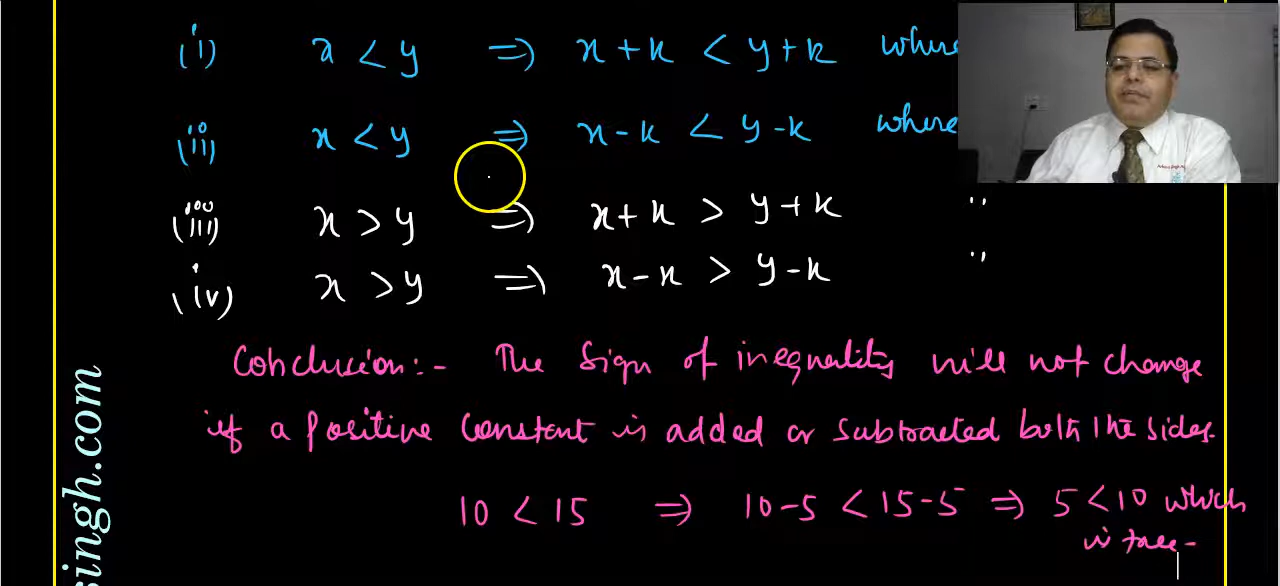 (i) x < y ⇒ x + k < y + k where
(ii) x < y ⇒ x - k < y - k where
(iii) x > y ⇒ x + k > y + k "
(iv) x > y ⇒ x - k > y - k "
Conclusion:- The sign of inequality will not change
if a positive constant is added or subtracted both the sides.
10 < 15 ⇒ 10 - 5 < 15 - 5 ⇒ 5 < 10 which
is true -
singh.com